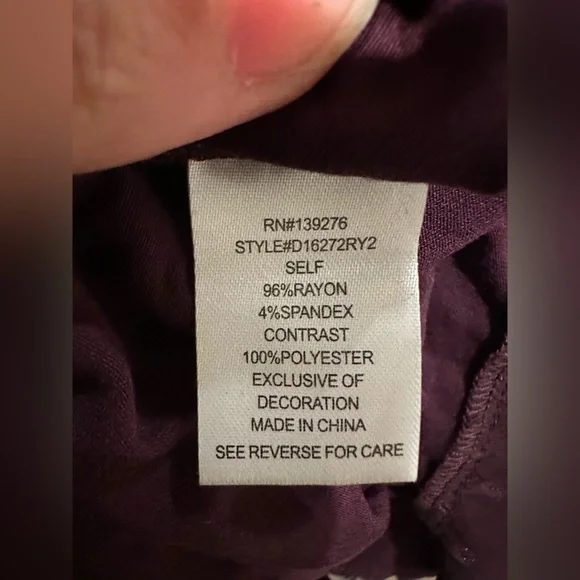 RN#139276
STYLE#D16272RY2
SELF
96%RAYON
4%SPANDEX
CONTRAST
100%POLYESTER
EXCLUSIVE OF
DECORATION
MADE IN CHINA
SEE REVERSE FOR CARE